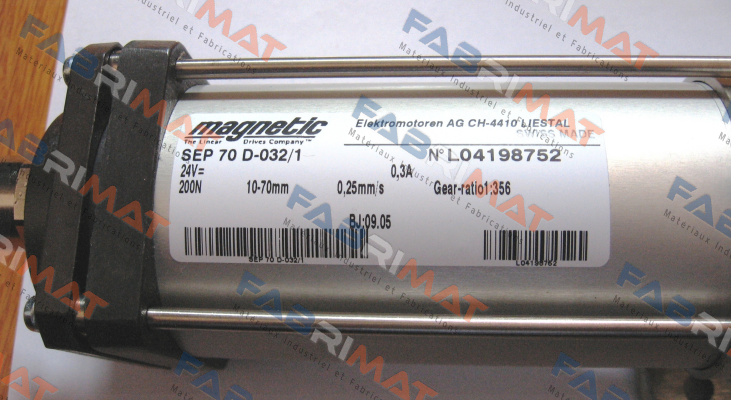 magnetic
The Linear Drives Company™
Elektromotoren AG CH-4410 LIESTAL
SWISS MADE
SEP 70 D-032/1 N° L04198752
24V= 0,3A
200N 10-70mm 0,25mm/s Gear-ratio1:356
BJ:09.05
SEP 70 D-032/1 L04198752
FABRIMAT
Materiaux Industriel et Fabrications